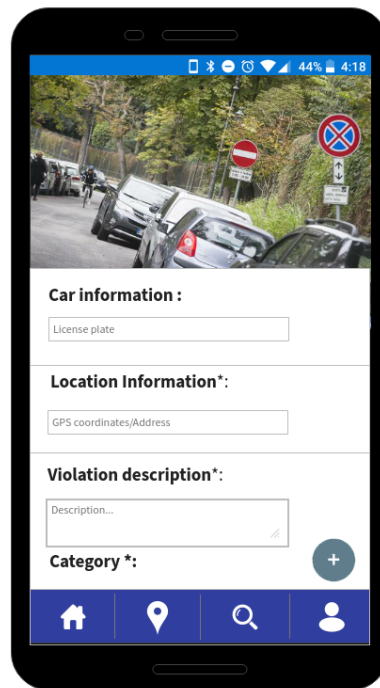 44% 4:18
Car information :
License plate
Location Information*:
GPS coordinates/Address
Violation description*:
Description...
Category *:
+